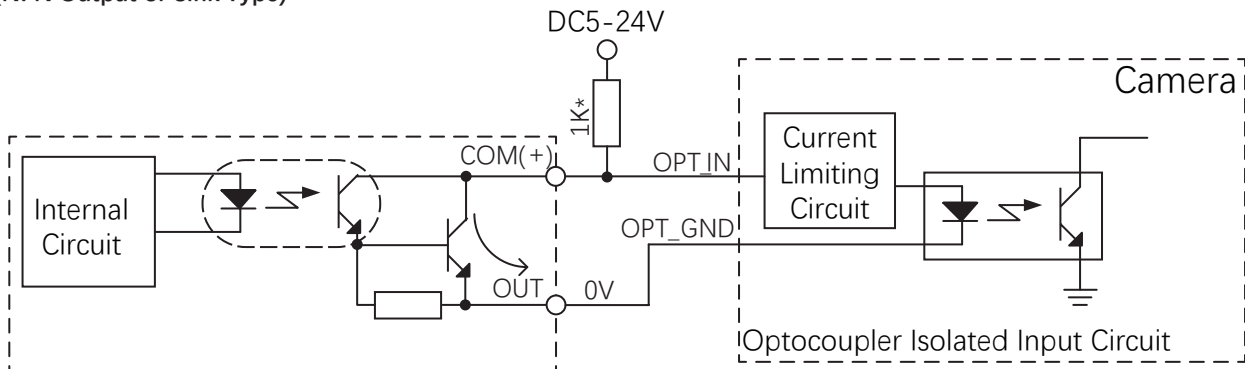 DC5-24V
1K*
Camera
COM(+)
OPT_IN
Current
Limiting
Circuit
Internal
Circuit
OPT_GND
OUT
0V
Optocoupler Isolated Input Circuit